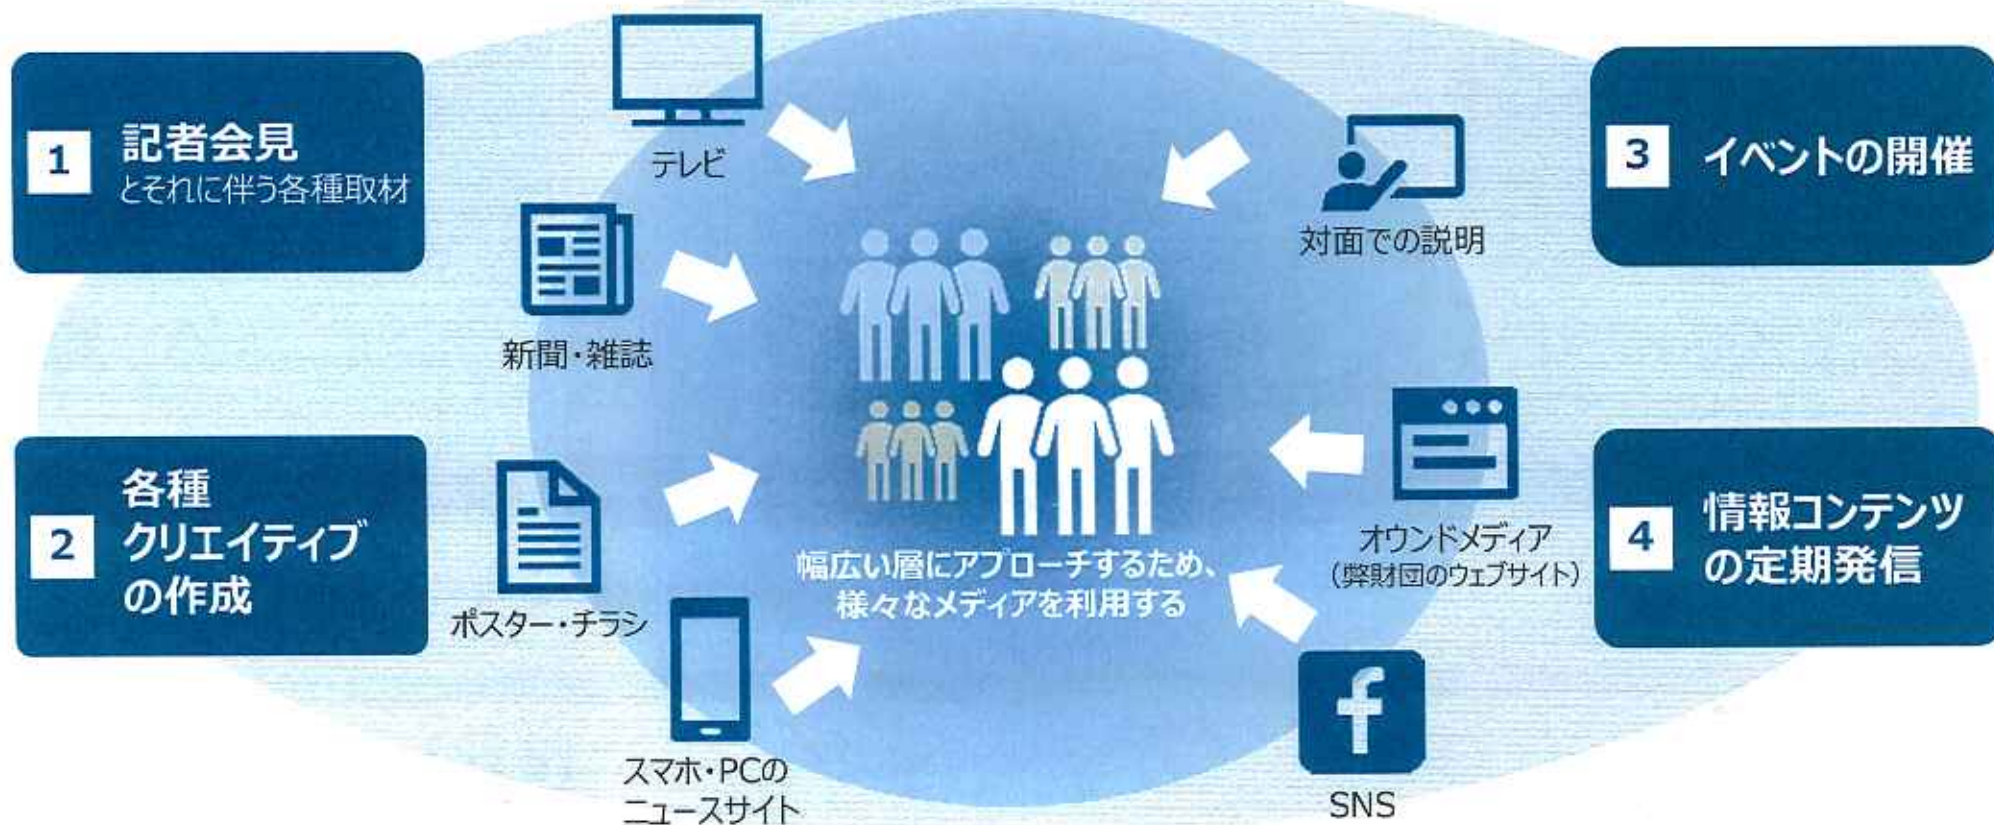 1
記者会見
とそれに伴う各種取材
2
各種
クリエイティブ
の作成
テレビ
新聞・雑誌
ポスター・チラシ
スマホ・PCの
ニュースサイト
幅広い層にアプローチするため、
様々なメディアを利用する
対面での説明
オウンドメディア
（弊財団のウェブサイト）
f
SNS
3
イベントの開催
4
情報コンテンツ
の定期発信